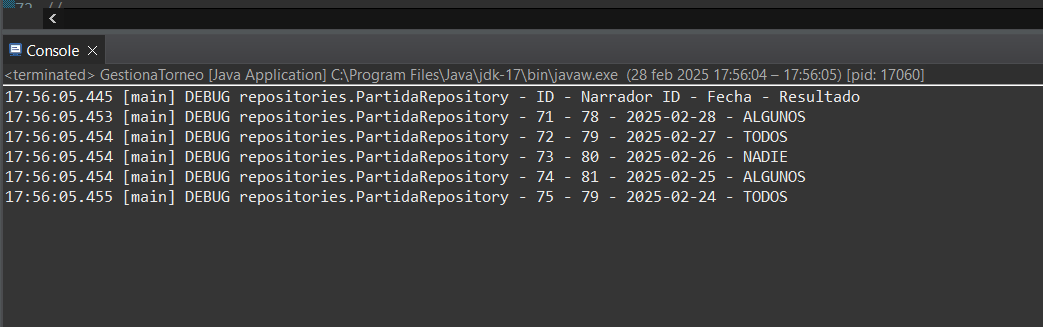 72 //
Console
<terminated> GestionaTorneo [Java Application] C:\Program Files\Java\jdk-17\bin\javaw.exe (28 feb 2025 17:56:04 – 17:56:05) [pid: 17060]
17:56:05.445 [main] DEBUG repositories.PartidaRepository - ID - Narrador ID - Fecha - Resultado
17:56:05.453 [main] DEBUG repositories.PartidaRepository - 71 - 78 - 2025-02-28 - ALGUNOS
17:56:05.454 [main] DEBUG repositories.PartidaRepository - 72 - 79 - 2025-02-27 - TODOS
17:56:05.454 [main] DEBUG repositories.PartidaRepository - 73 - 80 - 2025-02-26 - NADIE
17:56:05.454 [main] DEBUG repositories.PartidaRepository - 74 - 81 - 2025-02-25 - ALGUNOS
17:56:05.455 [main] DEBUG repositories.PartidaRepository - 75 - 79 - 2025-02-24 - TODOS